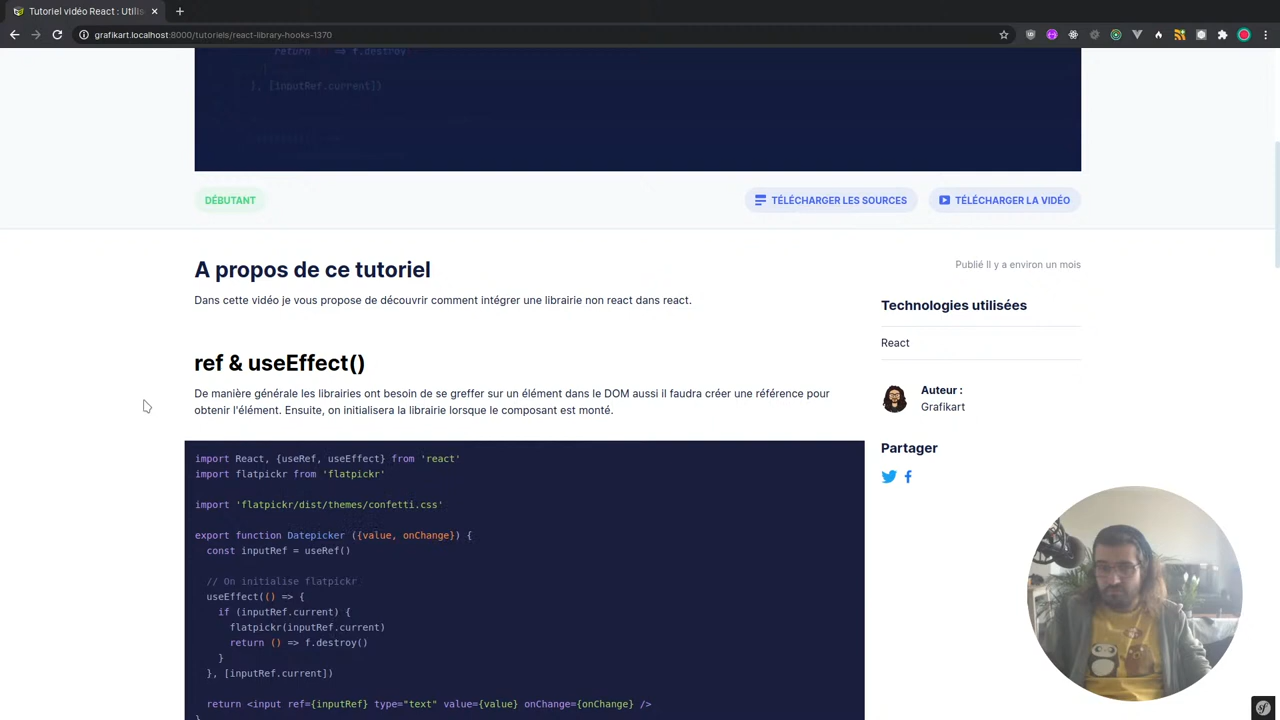 Tutoriel vidéo React : Utilis
grafikart.localhost:8000/tutoriels/react-library-hooks-1370
return () => f.destroy
}, [inputRef.current])
DÉBUTANT
TÉLÉCHARGER LES SOURCES
TÉLÉCHARGER LA VIDÉO
A propos de ce tutoriel
Publié Il y a environ un mois
Dans cette vidéo je vous propose de découvrir comment intégrer une librairie non react dans react.
Technologies utilisées
React
ref & useEffect()
De manière générale les librairies ont besoin de se greffer sur un élément dans le DOM aussi il faudra créer une référence pour
obtenir l'élément. Ensuite, on initialisera la librairie lorsque le composant est monté.
Auteur :
Grafikart
Partager
import React, {useRef, useEffect} from 'react'
import flatpickr from 'flatpickr'
import 'flatpickr/dist/themes/confetti.css'
export function Datepicker ({value, onChange}) {
const inputRef = useRef()
// On initialise flatpickr
useEffect(() => {
if (inputRef.current) {
flatpickr(inputRef.current)
return () => f.destroy()
}
}, [inputRef.current])
return <input ref={inputRef} type="text" value={value} onChange={onChange} />
}